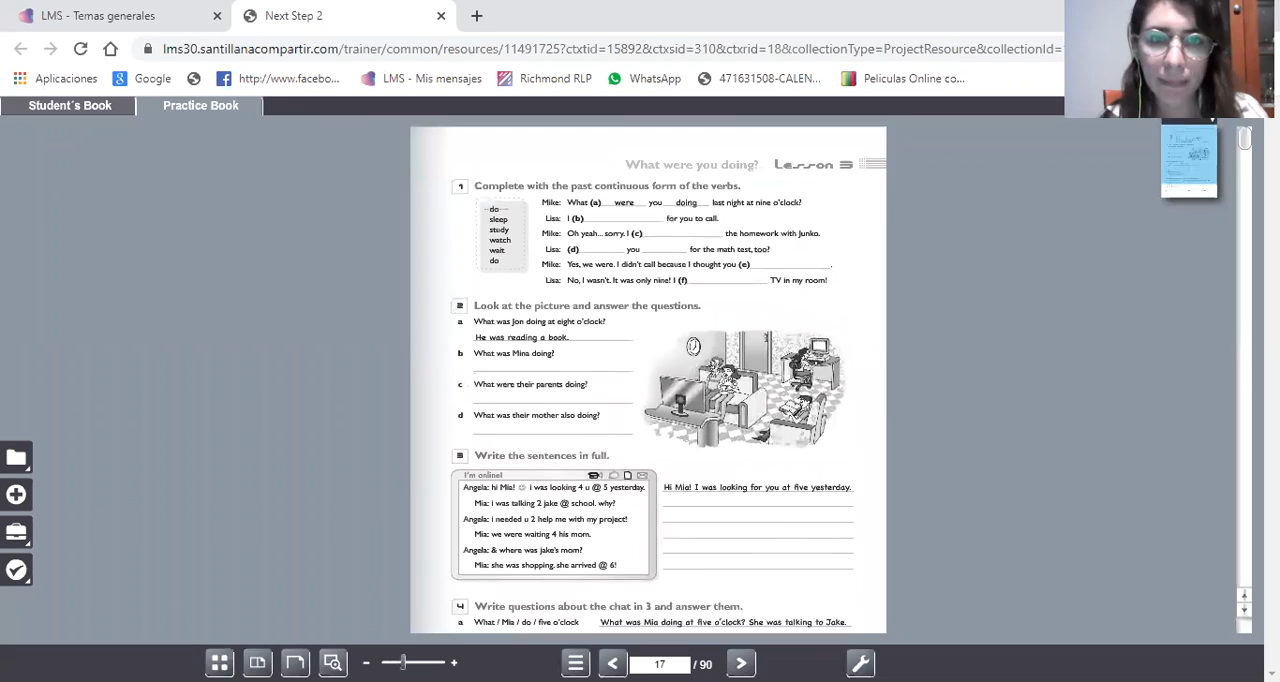 LMS - Temas generales
Next Step 2
lms30.santillanacompartir.com/trainer/common/resources/11491725?ctxtid=15892&ctxsid=310&ctxrid=18&collectionType=ProjectResource&collectionId=
Aplicaciones
Google
http://www.facebo...
LMS - Mis mensajes
Richmond RLP
WhatsApp
471631508-CALEN...
Peliculas Online co...
Student's Book
Practice Book
What were you doing? Lesson 3
1 Complete with the past continuous form of the verbs.
do
sleep
study
watch
wait
do
Mike: What (a) were you doing last night at nine o'clock?
Lisa: I (b) for you to call.
Mike: Oh yeah... sorry. I (c) the homework with Junko.
Lisa: (d) you for the math test, too?
Mike: Yes, we were. I didn't call because I thought you (e) .
Lisa: No, I wasn't. It was only nine! I (f) TV in my room!
2 Look at the picture and answer the questions.
a What was Jon doing at eight o'clock?
He was reading a book.
b What was Mina doing?
c What were their parents doing?
d What was their mother also doing?
3 Write the sentences in full.
I'm online!
Angela: hi Mia! ☺ i was looking 4 u @ 5 yesterday.
Mia: i was talking 2 jake @ school. why?
Angela: i needed u 2 help me with my project!
Mia: we were waiting 4 his mom.
Angela: & where was jake's mom?
Mia: she was shopping. she arrived @ 6!
Hi Mia! I was looking for you at five yesterday.
4 Write questions about the chat in 3 and answer them.
a What / Mia / do / five o'clock What was Mia doing at five o'clock? She was talking to Jake.
17 / 90